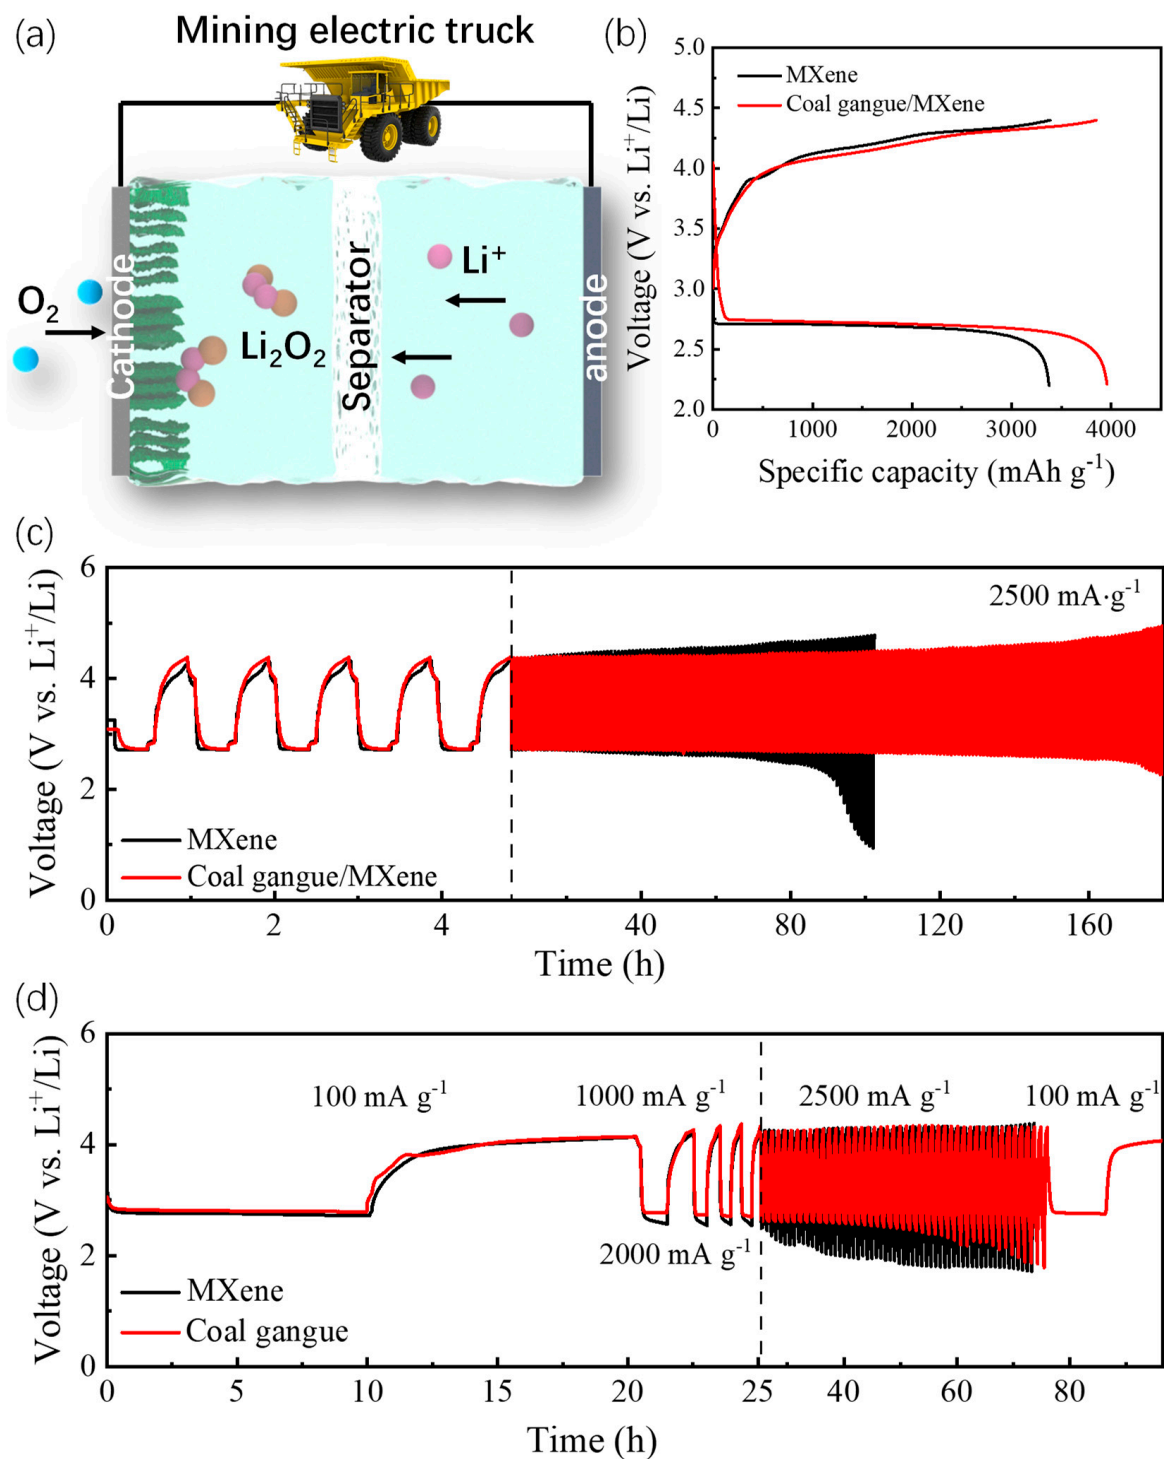 (a)
Mining electric truck
O₂
Cathode
Li₂O₂
Separator
Li⁺
anode
(b)
MXene
Coal gangue/MXene
Voltage (V vs. Li⁺/Li)
5.0
4.5
4.0
3.5
3.0
2.5
2.0
0 1000 2000 3000 4000
Specific capacity (mAh g⁻¹)
(c)
2500 mA·g⁻¹
Voltage (V vs. Li⁺/Li)
6
4
2
0
MXene
Coal gangue/MXene
0 2 4 40 80 120 160
Time (h)
(d)
100 mA g⁻¹ 1000 mA g⁻¹ 2500 mA g⁻¹ 100 mA g⁻¹
2000 mA g⁻¹
Voltage (V vs. Li⁺/Li)
6
4
2
0
MXene
Coal gangue
0 5 10 15 20 25 40 60 80
Time (h)